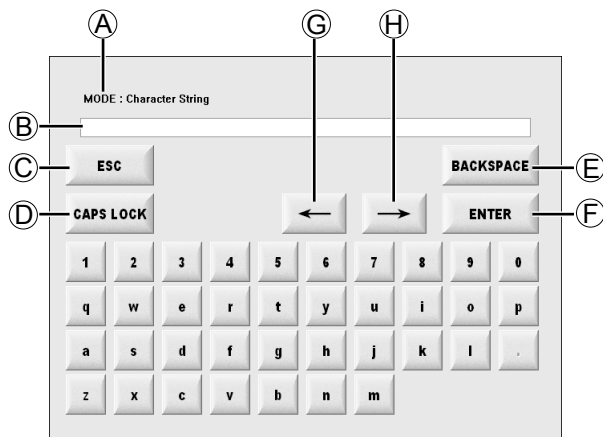 A G H
MODE : Character String
B
C ESC BACKSPACE E
D CAPS LOCK ← → ENTER F
1 2 3 4 5 6 7 8 9 0
q w e r t y u i o p
a s d f g h j k l .
z x c v b n m